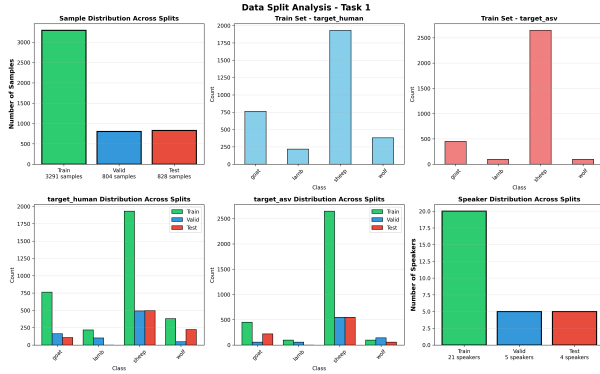 Data Split Analysis - Task 1
Sample Distribution Across Splits
Number of Samples
3000
2500
2000
1500
1000
500
0
Train
3291 samples
Valid
804 samples
Test
828 samples
Train Set - target_human
Count
2000
1750
1500
1250
1000
750
500
250
0
goat
lamb
sheep
wolf
Class
Train Set - target_asv
Count
2500
2000
1500
1000
500
0
goat
lamb
sheep
wolf
Class
target_human Distribution Across Splits
Count
2000
1750
1500
1250
1000
750
500
250
0
Train
Valid
Test
goat
lamb
sheep
wolf
Class
target_asv Distribution Across Splits
Count
2500
2000
1500
1000
500
0
Train
Valid
Test
goat
lamb
sheep
wolf
Class
Speaker Distribution Across Splits
Number of Speakers
20.0
17.5
15.0
12.5
10.0
7.5
5.0
2.5
0.0
Train
21 speakers
Valid
5 speakers
Test
4 speakers